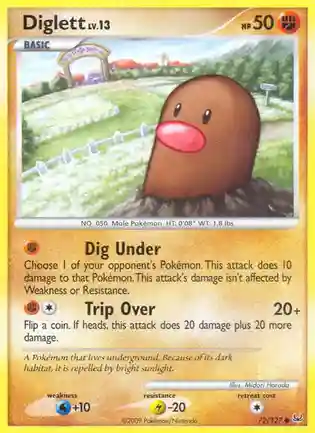 Diglett LV.13
HP 50
BASIC
NO. 050 Mole Pokémon. HT: 0'08" WT: 1.8 lbs.
Dig Under
Choose 1 of your opponent's Pokémon. This attack does 10
damage to that Pokémon. This attack's damage isn't affected by
Weakness or Resistance.
Trip Over 20+
Flip a coin. If heads, this attack does 20 damage plus 20 more
damage.
A Pokémon that lives underground. Because of its dark
habitat, it is repelled by bright sunlight.
Illus. Midori Harada
weakness resistance retreat cost
+10 -20
©2009 Pokémon/Nintendo 72/127